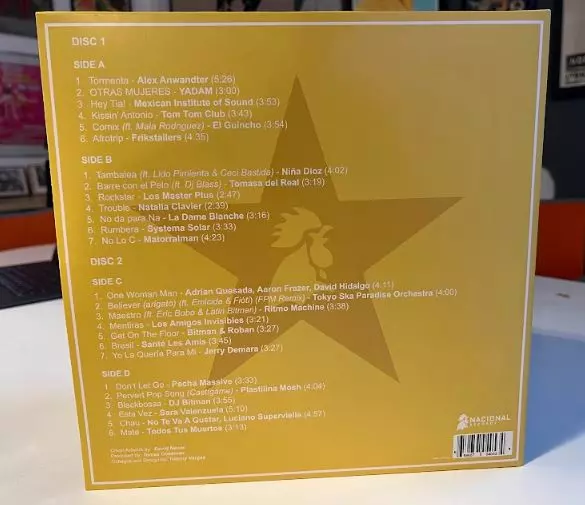 DISC 1
SIDE A
1. Tormenta - Alex Anwandter (5:26)
2. OTRAS MUJERES - YADAM (3:00)
3. Hey Tia! - Mexican Institute of Sound (3:53)
4. Kissin' Antonio - Tom Tom Club (3:43)
5. Comix (ft. Mala Rodriguez) - El Guincho (3:54)
6. Afrotrip - Frikstailers (4:35)
SIDE B
1. Tambalea (ft. Lido Pimienta & Ceci Bastida) - Niña Dioz (4:02)
2. Barre con el Pelo (ft. Dj Blass) - Tomasa del Real (3:19)
3. Rockstar - Los Master Plus (2:47)
4. Trouble - Natalia Clavier (2:39)
5. No da para Na - La Dame Blanche (3:16)
6. Rumbera - Systema Solar (3:33)
7. No Lo C - Matorralman (4:23)
DISC 2
SIDE C
1. One Woman Man - Adrian Quesada, Aaron Frazer, David Hidalgo (4:11)
2. Believer (arigato) (ft. Emicida & Fióti) (FPM Remix) - Tokyo Ska Paradise Orchestra (4:00)
3. Maestro (ft. Eric Bobo & Latin Bitman) - Ritmo Machine (3:38)
4. Mentiras - Los Amigos Invisibles (3:21)
5. Get On The Floor - Bitman & Roban (3:27)
6. Brasil - Santé Les Amis (3:45)
7. Yo La Quería Para Mi - Jerry Demara (3:27)
SIDE D
1. Don't Let Go - Pacha Massive (3:33)
2. Pervert Pop Song (Castigame) - Plastilina Mosh (4:04)
3. Blackbossa - DJ Bitman (3:55)
4. Esta Vez - Sara Valenzuela (5:10)
5. Chau - No Te Va A Gustar, Luciano Supervielle (4:57)
6. Mate - Todos Tus Muertos (3:13)
NACIONAL
RECORDS